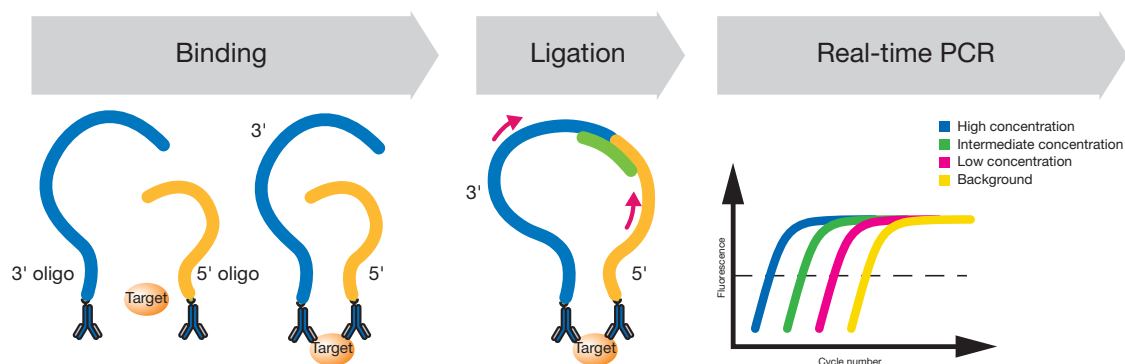 Binding
Ligation
Real-time PCR
3' oligo
Target
5' oligo
3'
5'
Target
3'
5'
Target
High concentration
Intermediate concentration
Low concentration
Background
Fluorescence
Cycle number